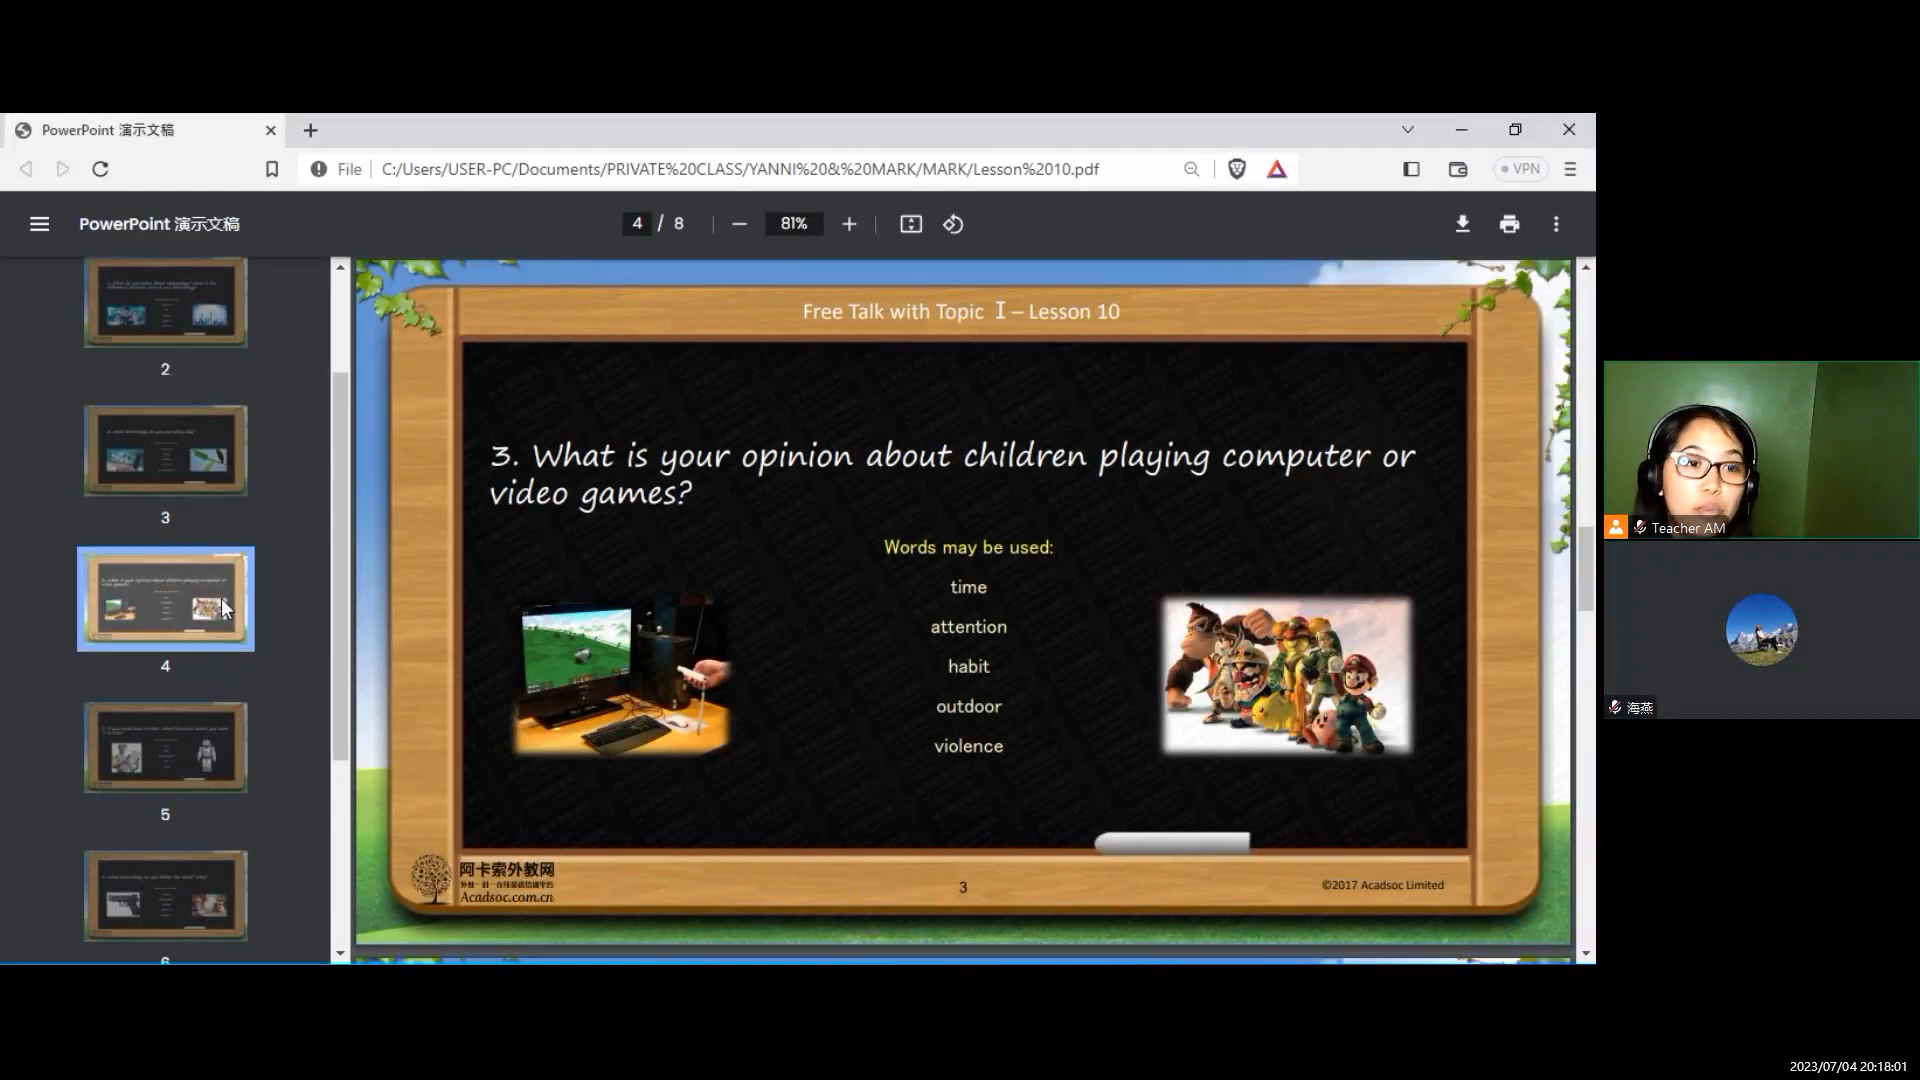 PowerPoint 演示文稿
File
C:/Users/USER-PC/Documents/PRIVATE%20CLASS/YANNI%20&%20MARK/MARK/Lesson%2010.pdf
VPN
PowerPoint 演示文稿
4 / 8
81%
2
3
4
5
6
Free Talk with Topic Ⅰ – Lesson 10
3. What is your opinion about children playing computer or
video games?
Words may be used:
time
attention
habit
outdoor
violence
阿卡索外教网
Acadsoc.com.cn
3
©2017 Acadsoc Limited
Teacher AM
海燕
2023/07/04 20:18:01